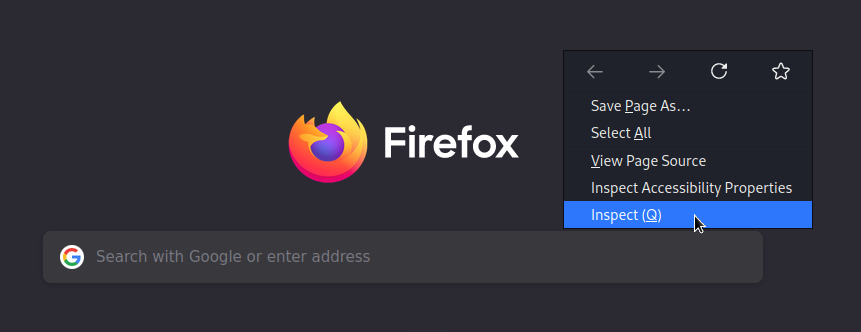 Firefox
Save Page As…
Select All
View Page Source
Inspect Accessibility Properties
Inspect (Q)
Search with Google or enter address